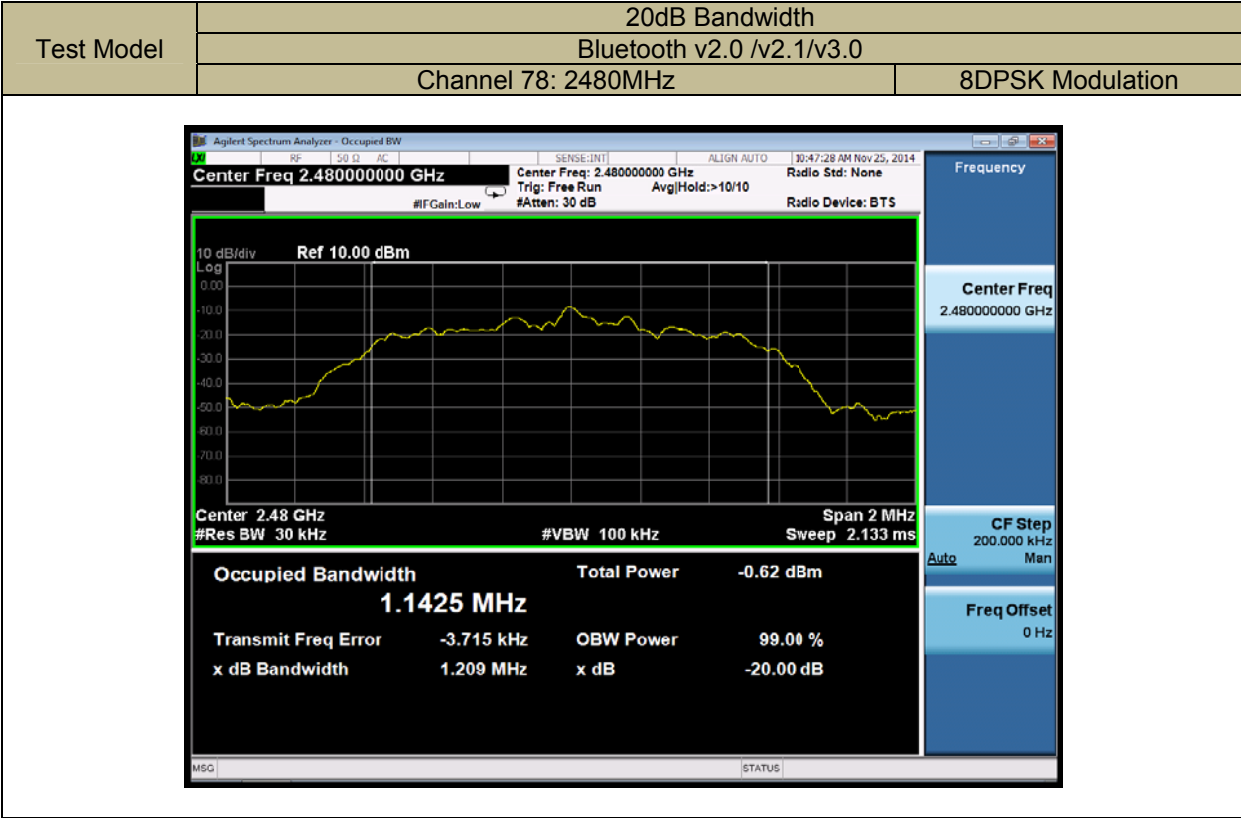 Test Model
20dB Bandwidth
Bluetooth v2.0 /v2.1/v3.0
Channel 78: 2480MHz 8DPSK Modulation
Agilent Spectrum Analyzer - Occupied BW
LXI RF 50 Ω AC SENSE:INT ALIGN AUTO 10:47:28 AM Nov 25, 2014
Center Freq 2.480000000 GHz
Center Freq: 2.480000000 GHz Radio Std: None
Trig: Free Run Avg|Hold:>10/10
#IFGain:Low #Atten: 30 dB Radio Device: BTS
10 dB/div Ref 10.00 dBm
Log
0.00
-10.0
-20.0
-30.0
-40.0
-50.0
-60.0
-70.0
-80.0
Center 2.48 GHz Span 2 MHz
#Res BW 30 kHz #VBW 100 kHz Sweep 2.133 ms
Occupied Bandwidth Total Power -0.62 dBm
1.1425 MHz
Transmit Freq Error -3.715 kHz OBW Power 99.00 %
x dB Bandwidth 1.209 MHz x dB -20.00 dB
Frequency
Center Freq
2.480000000 GHz
CF Step
200.000 kHz
Auto Man
Freq Offset
0 Hz
MSG STATUS